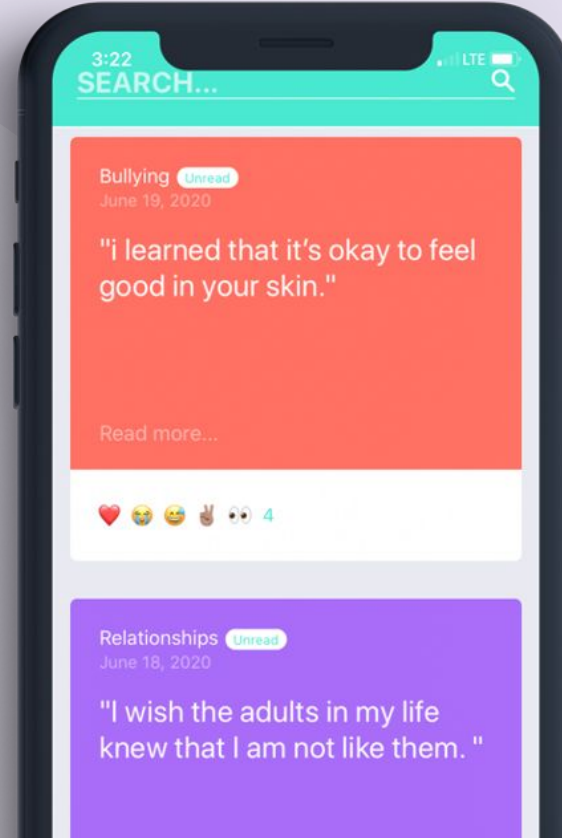 3:22
LTE
SEARCH...
Bullying Unread
June 19, 2020
"i learned that it's okay to feel
good in your skin."
Read more...
4
Relationships Unread
June 18, 2020
"I wish the adults in my life
knew that I am not like them. "